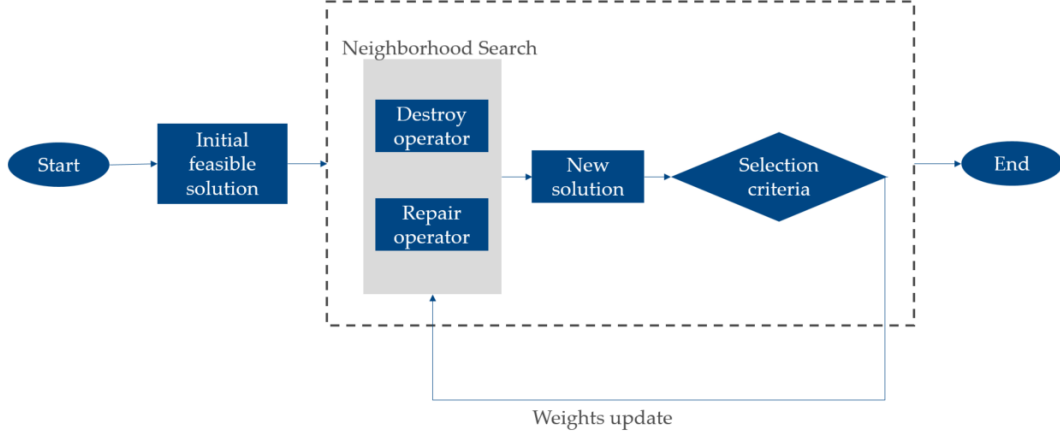 Neighborhood Search
Start
Initial
feasible
solution
Destroy
operator
Repair
operator
New
solution
Selection
criteria
End
Weights update